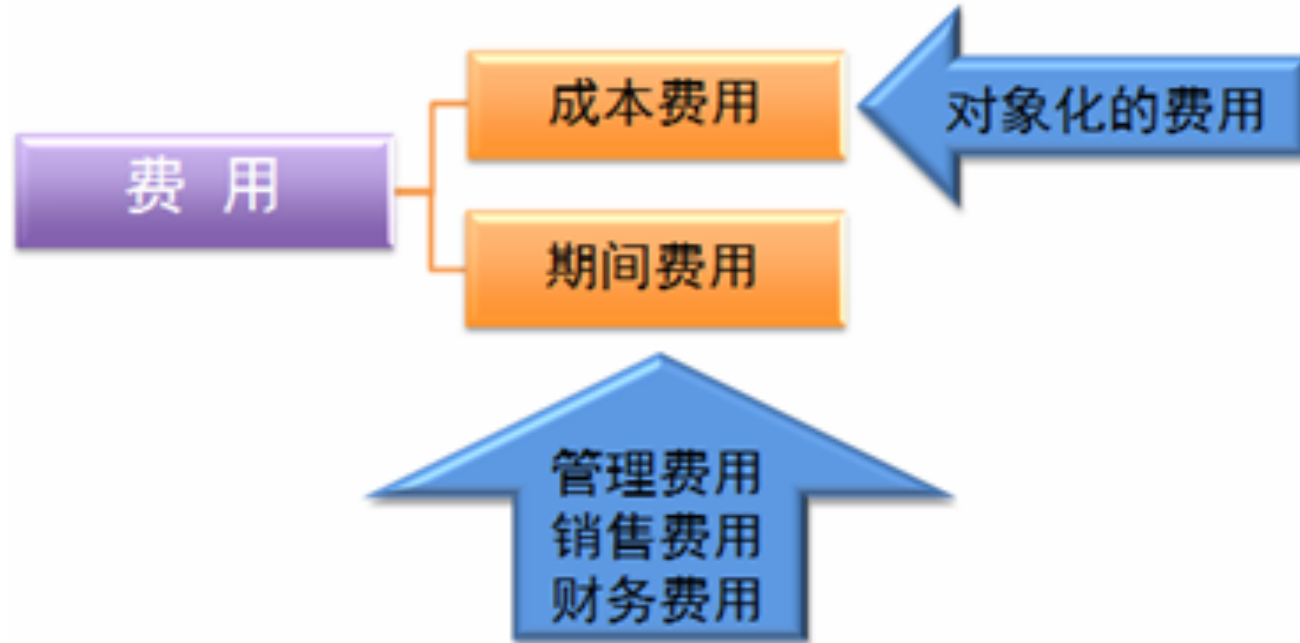 成本费用
对象化的费用
费 用
期间费用
管理费用
销售费用
财务费用